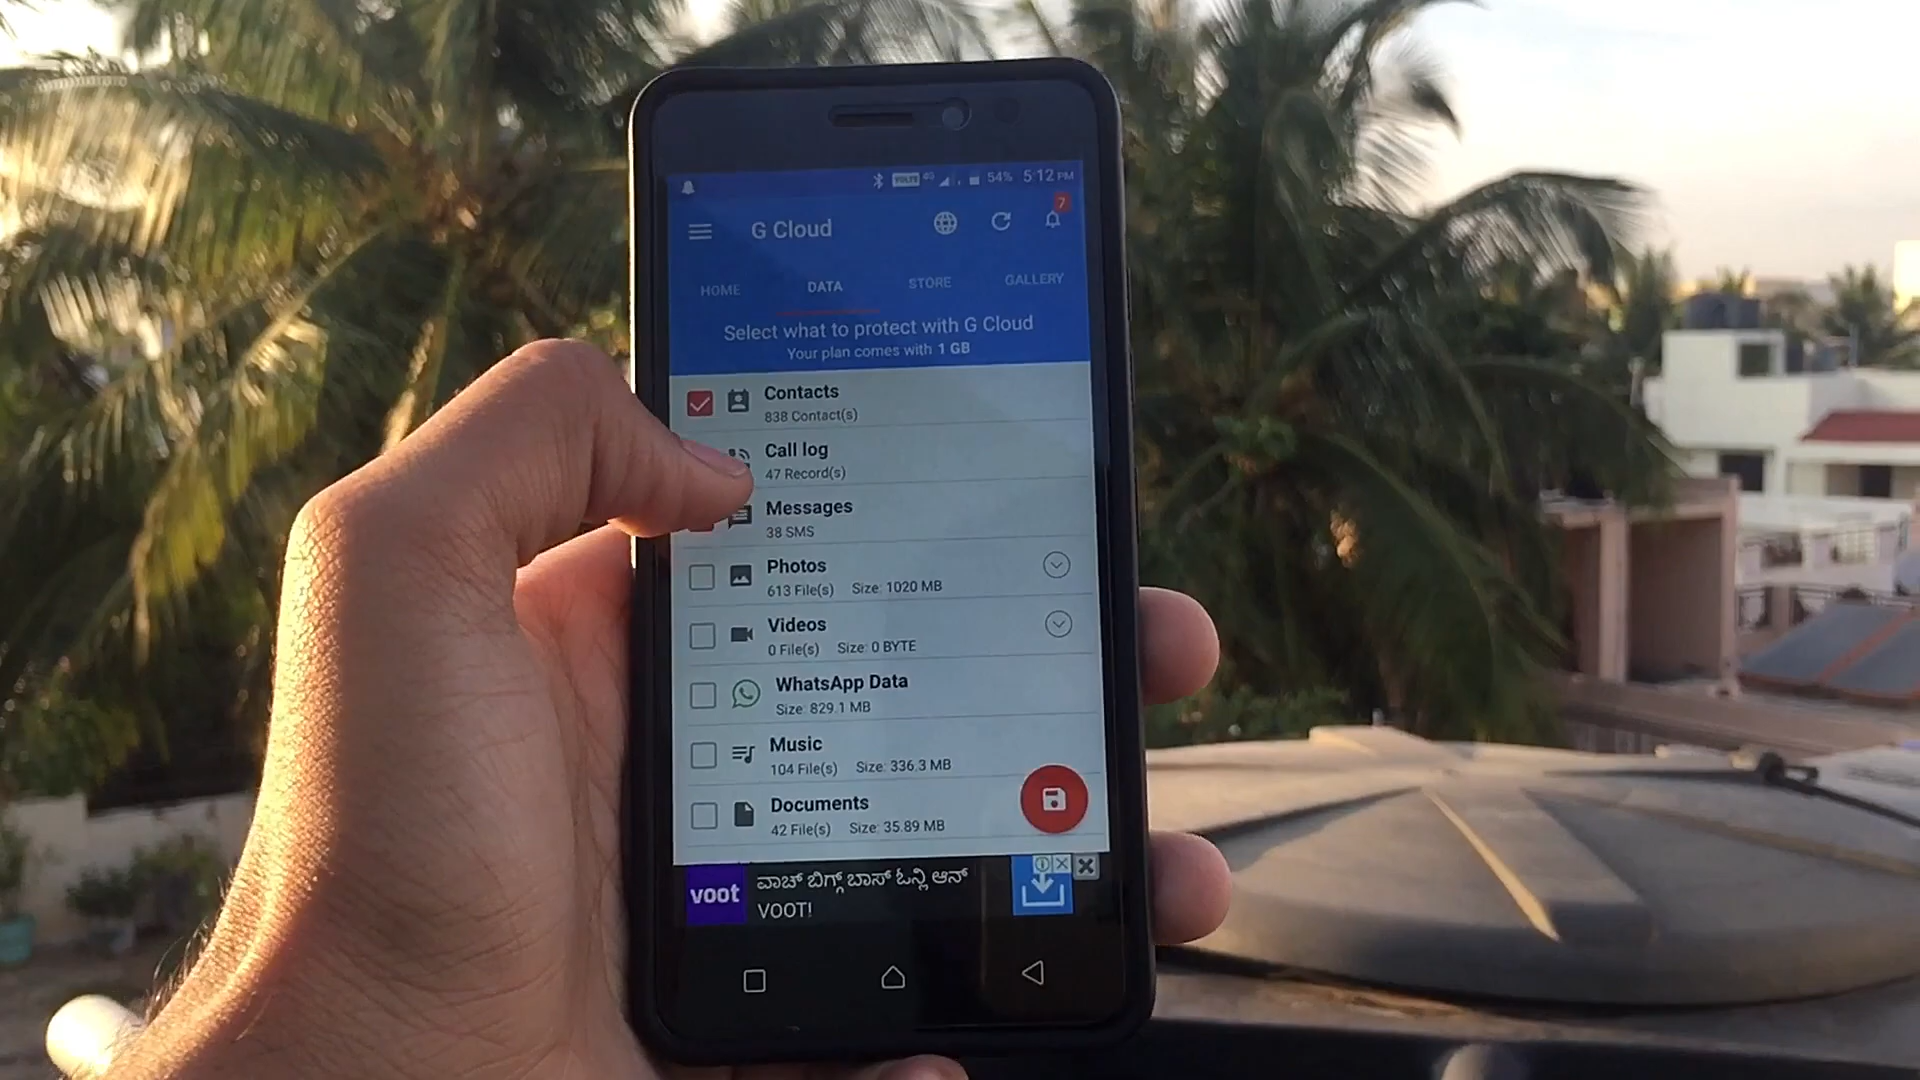 VOLTE 4G 54% 5:12 PM
7
G Cloud
HOME DATA STORE GALLERY
Select what to protect with G Cloud
Your plan comes with 1 GB
Contacts
838 Contact(s)
Call log
47 Record(s)
Messages
38 SMS
Photos
613 File(s) Size: 1020 MB
Videos
0 File(s) Size: 0 BYTE
WhatsApp Data
Size: 829.1 MB
Music
104 File(s) Size: 336.3 MB
Documents
42 File(s) Size: 35.89 MB
voot
ವಾಚ್ ಬಿಗ್ಗ್ ಬಾಸ್ ಓನ್ಲಿ ಆನ್
VOOT!